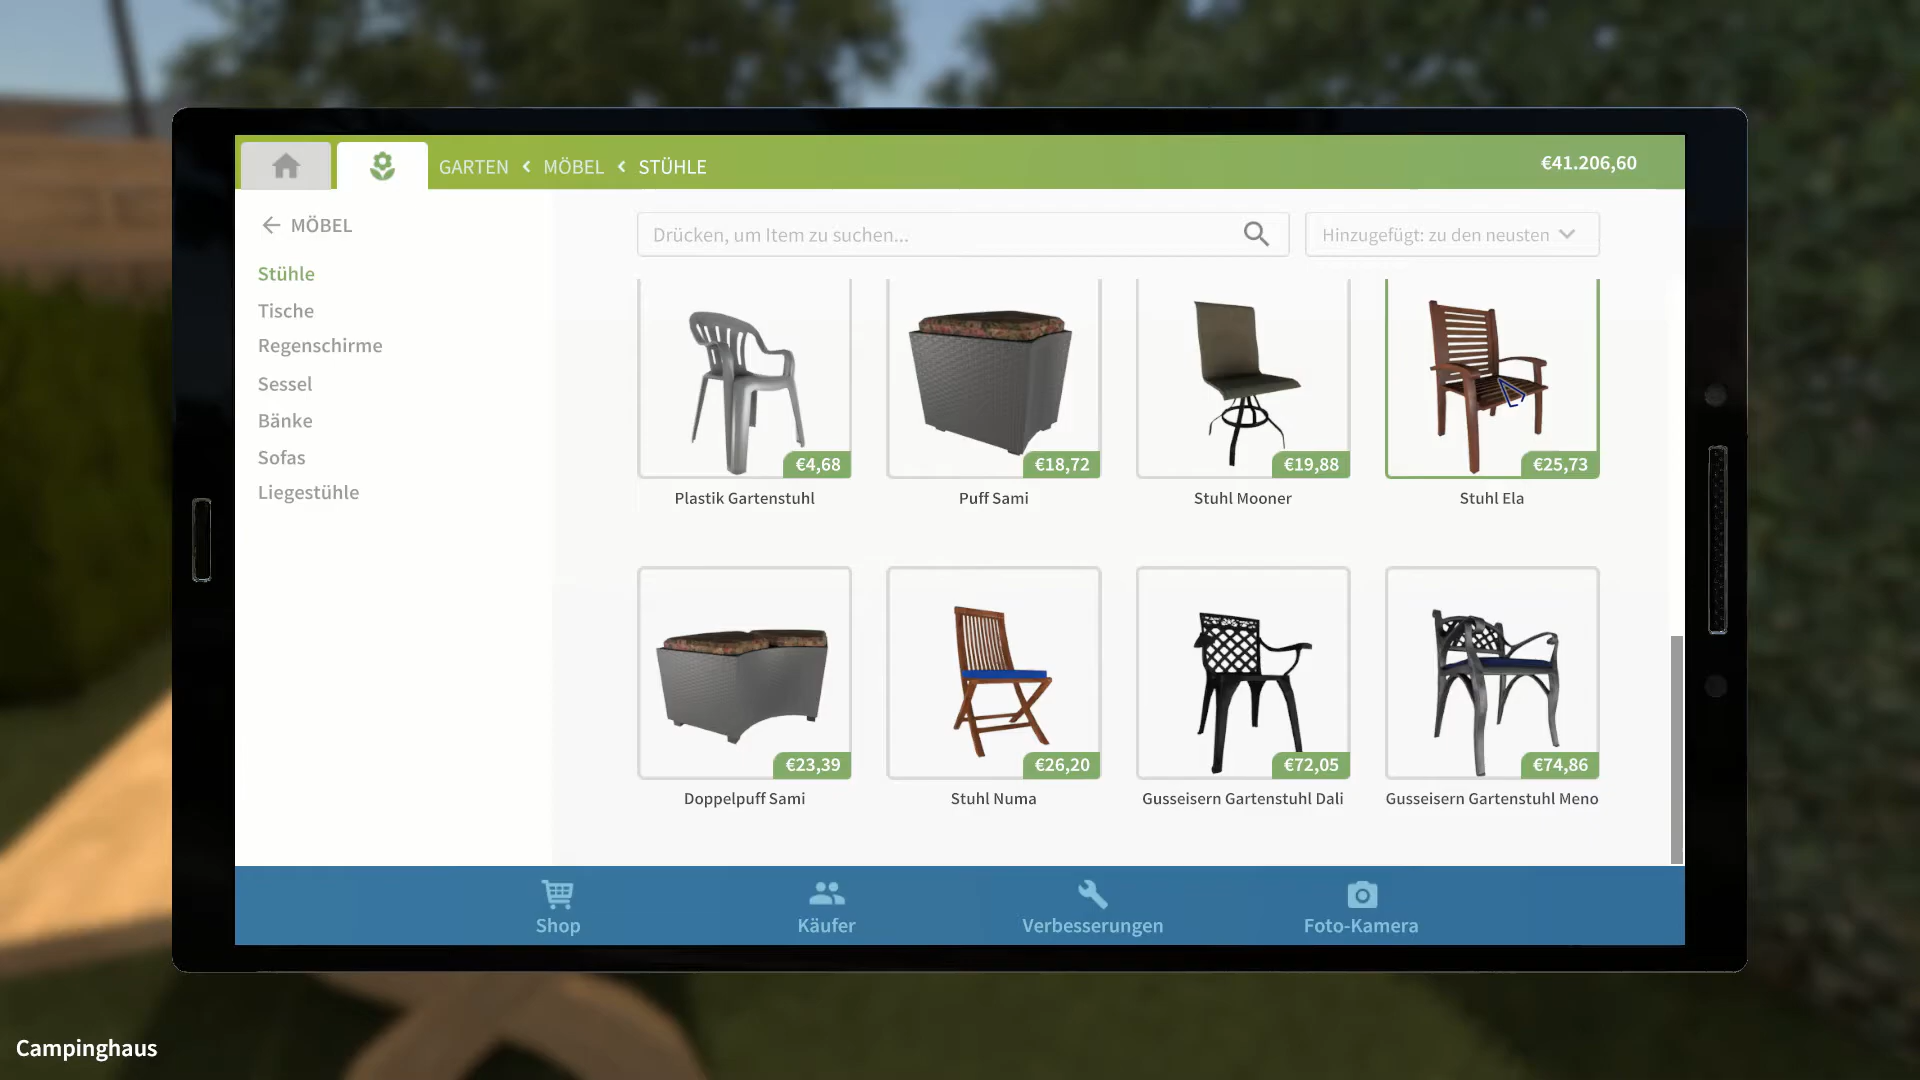 GARTEN < MÖBEL < STÜHLE
€41.206,60
MÖBEL
Drücken, um Item zu suchen...
Hinzugefügt: zu den neusten
Stühle
Tische
Regenschirme
Sessel
Bänke
Sofas
Liegestühle
€4,68
€18,72
€19,88
€25,73
Plastik Gartenstuhl
Puff Sami
Stuhl Mooner
Stuhl Ela
€23,39
€26,20
€72,05
€74,86
Doppelpuff Sami
Stuhl Numa
Gusseisern Gartenstuhl Dali
Gusseisern Gartenstuhl Meno
Shop
Käufer
Verbesserungen
Foto-Kamera
Campinghaus